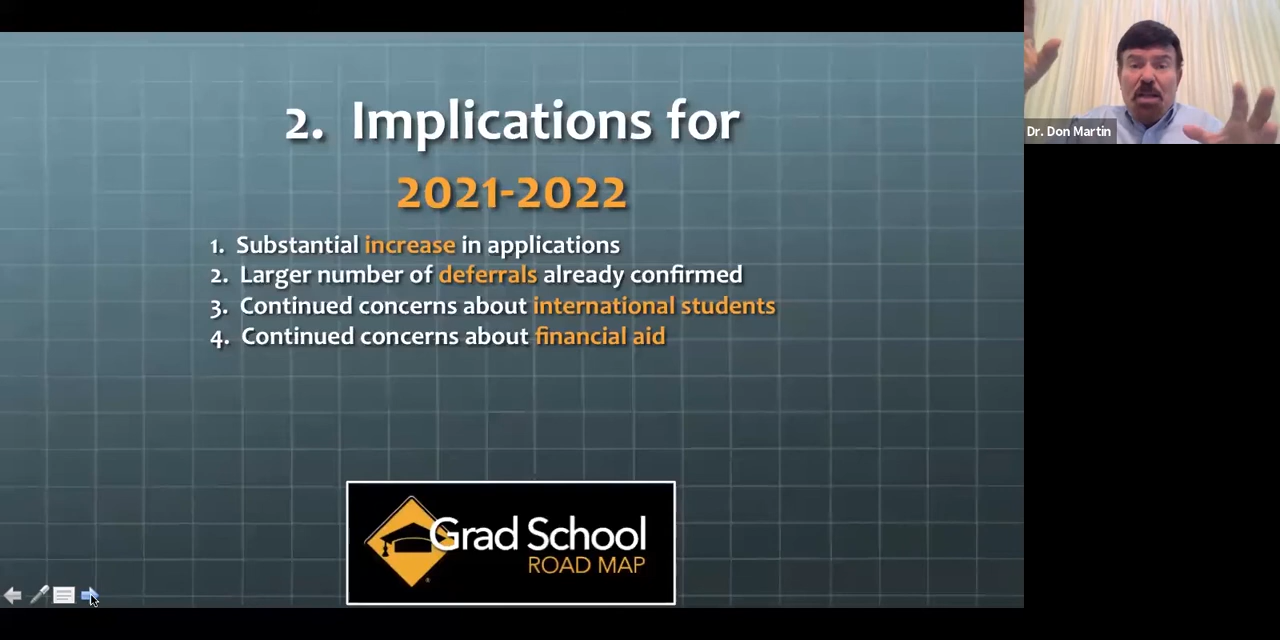 2. Implications for
2021-2022
1. Substantial increase in applications
2. Larger number of deferrals already confirmed
3. Continued concerns about international students
4. Continued concerns about financial aid
Grad School
ROAD MAP
Dr. Don Martin